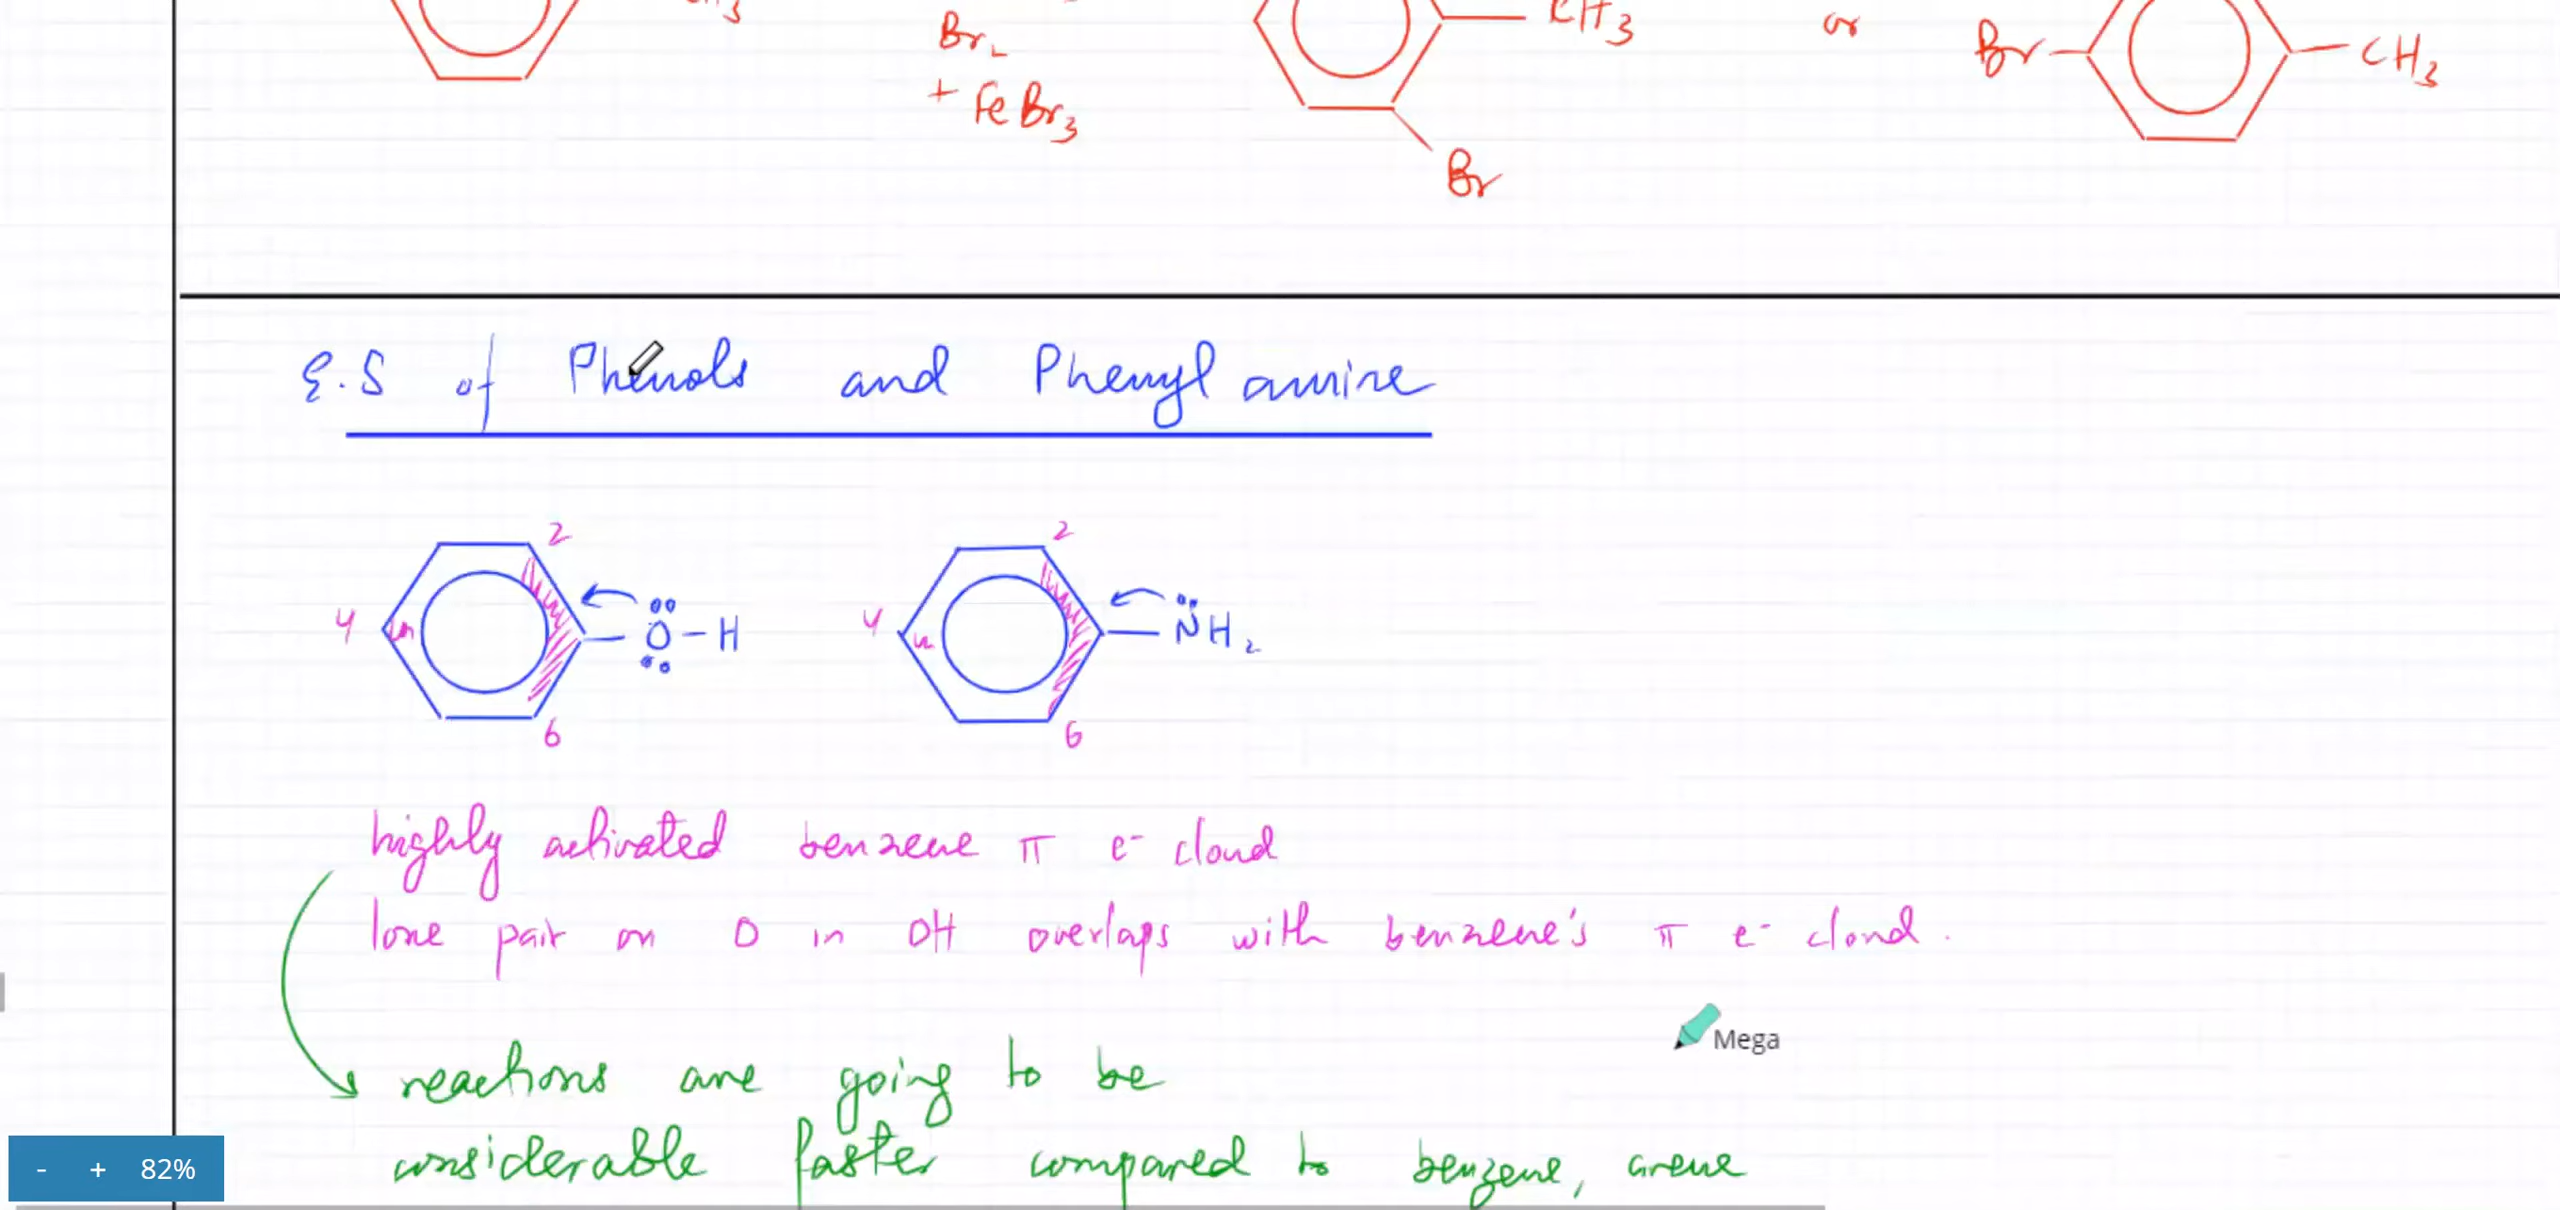 CH3
Br2
+ FeBr3
CH3
Br
or
Br CH3
E.S of Phenols and Phenyl amine
2
4
O - H
6
2
4
NH2
6
highly activated benzene π e- cloud
lone pair on O in OH overlaps with benzene's π e- cloud.
Mega
reactions are going to be
considerable faster compared to benzene, arene
- + 82%